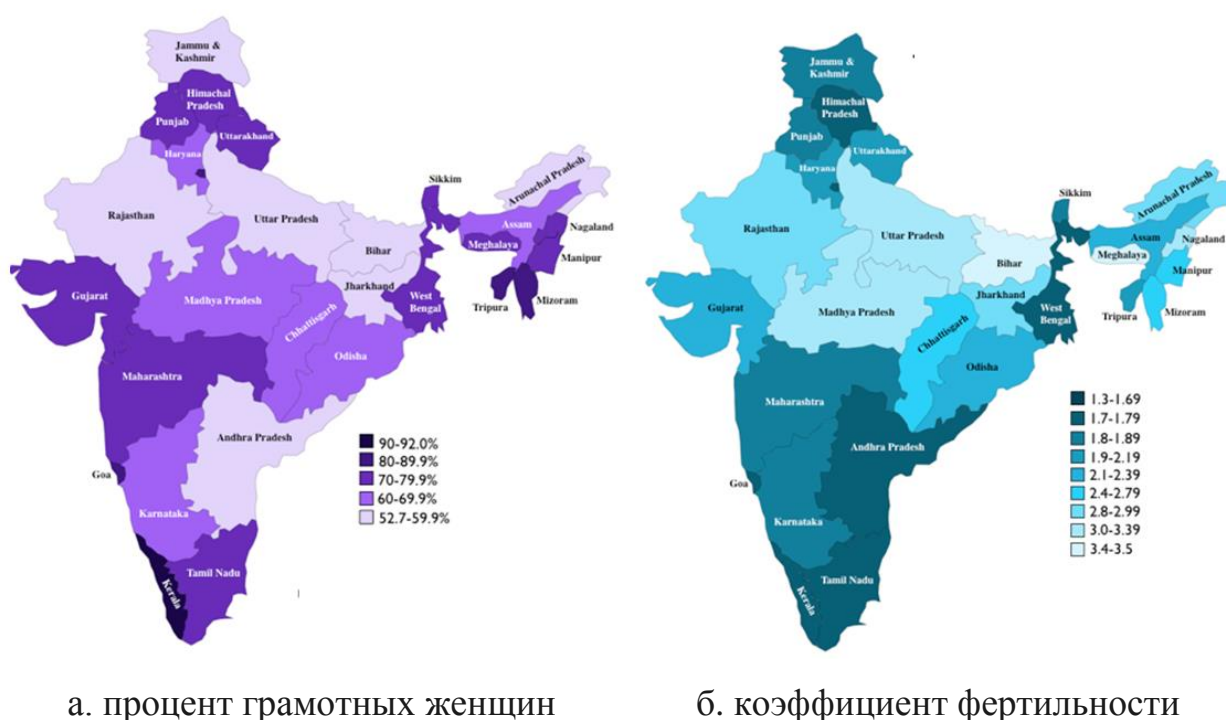 Jammu &
Kashmir
Himachal
Pradesh
Punjab
Uttarakhand
Haryana
Rajasthan
Uttar Pradesh
Bihar
Sikkim
Arunachal Pradesh
Assam
Nagaland
Meghalaya
Manipur
Tripura
Mizoram
Gujarat
Madhya Pradesh
Jharkhand
West
Bengal
Chhattisgarh
Odisha
Maharashtra
Andhra Pradesh
Goa
Karnataka
Tamil Nadu
Kerala
90-92.0%
80-89.9%
70-79.9%
60-69.9%
52.7-59.9%
а. процент грамотных женщин
Jammu &
Kashmir
Himachal
Pradesh
Punjab
Uttarakhand
Haryana
Rajasthan
Uttar Pradesh
Bihar
Sikkim
Arunachal Pradesh
Assam
Nagaland
Meghalaya
Manipur
Tripura
Mizoram
Gujarat
Madhya Pradesh
Jharkhand
West
Bengal
Chhattisgarh
Odisha
Maharashtra
Andhra Pradesh
Goa
Karnataka
Tamil Nadu
Kerala
1.3-1.69
1.7-1.79
1.8-1.89
1.9-2.19
2.1-2.39
2.4-2.79
2.8-2.99
3.0-3.39
3.4-3.5
б. коэффициент фертильности